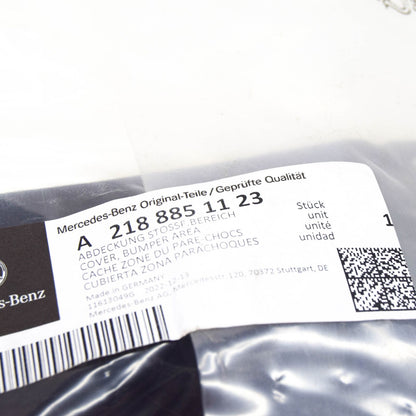 Mercedes-Benz Original-Teile / Geprüfte Qualität
A 218 885 11 23
ABDECKUNG STOSSF.BEREICH
COVER, BUMPER AREA
CACHE ZONE DU PARE-CHOCS
CUBIERTA ZONA PARACHOQUES
Stück
unit
unité
unidad
1
Made in GERMANY
Mercedes-Benz AG, Mercedesstr.120, 70372 Stuttgart, DE
s-Benz